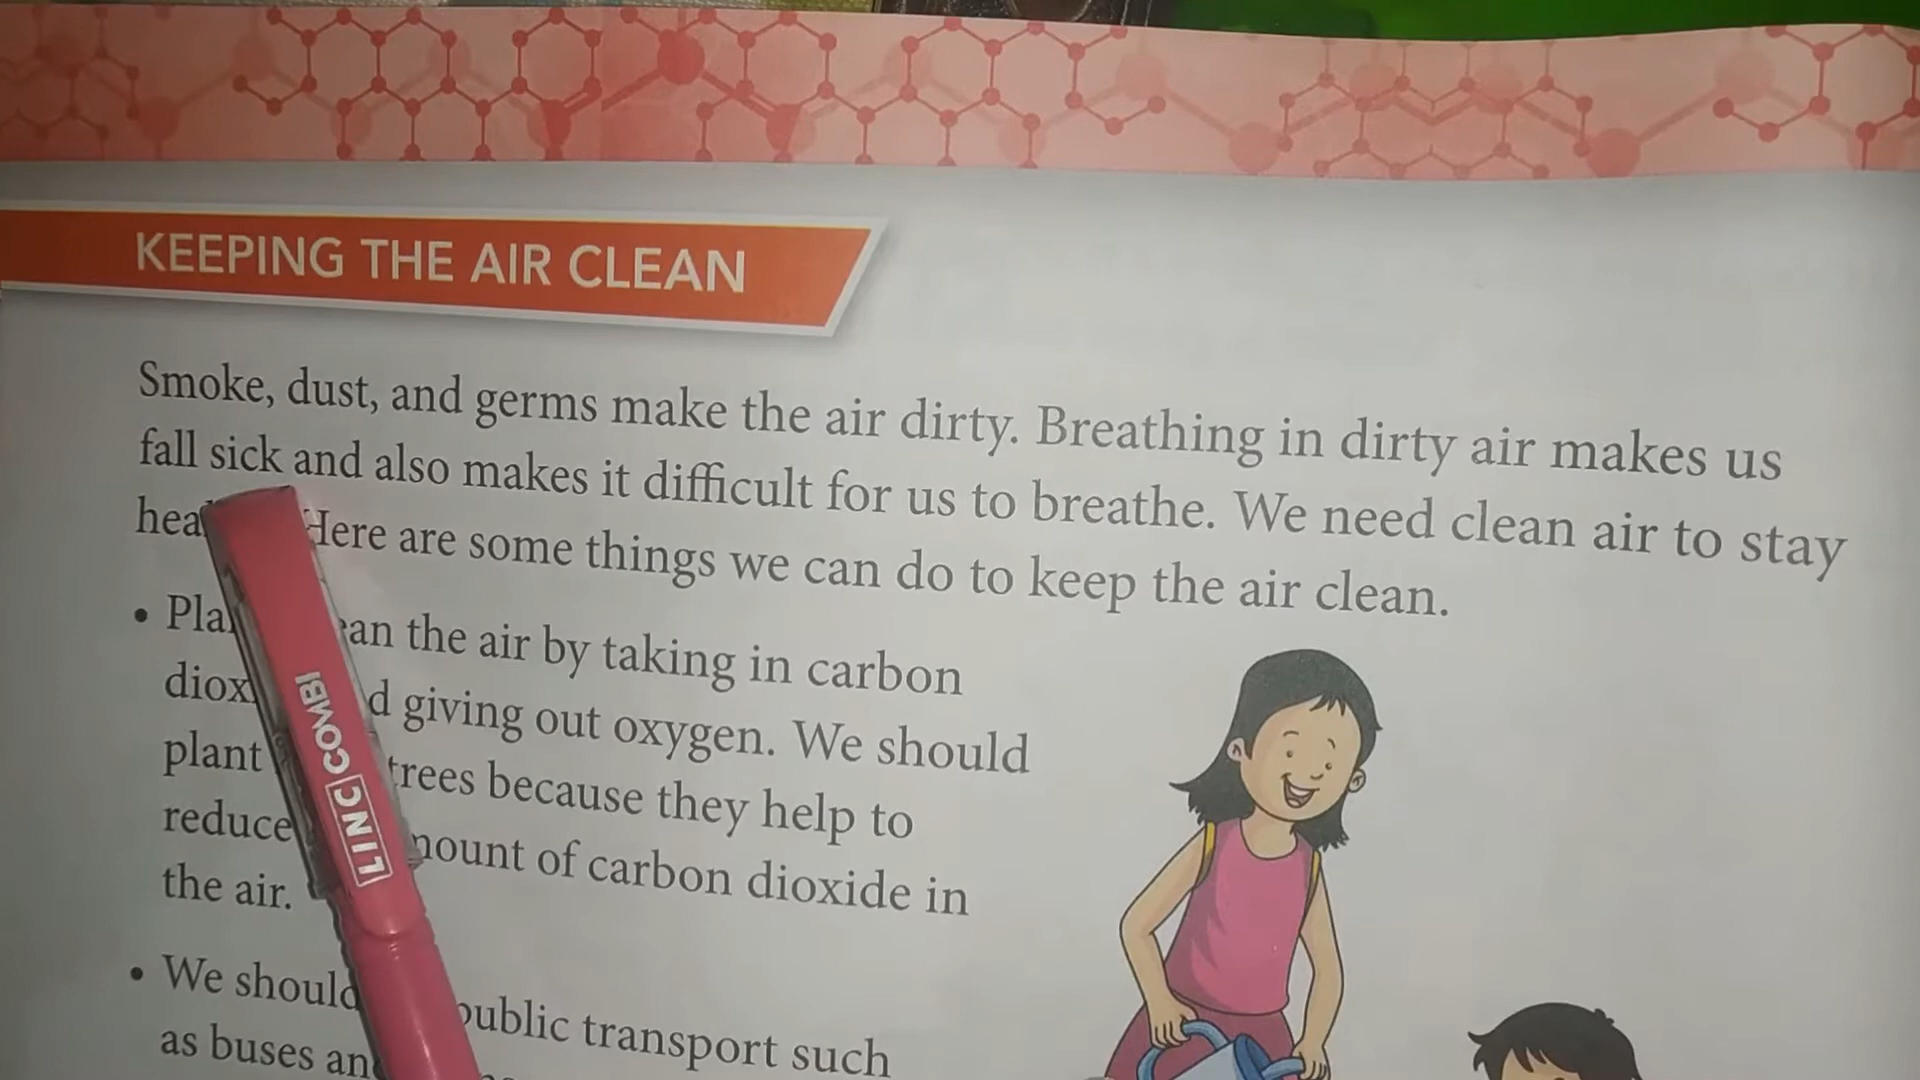 KEEPING THE AIR CLEAN
Smoke, dust, and germs make the air dirty. Breathing in dirty air makes us
fall sick and also makes it difficult for us to breathe. We need clean air to stay
Here are some things we can do to keep the air clean.
• the air by taking in carbon
giving out oxygen. We should
plant trees because they help to
reduce of carbon dioxide in
the air.
• We should public transport such
as buses
LINC COMBI